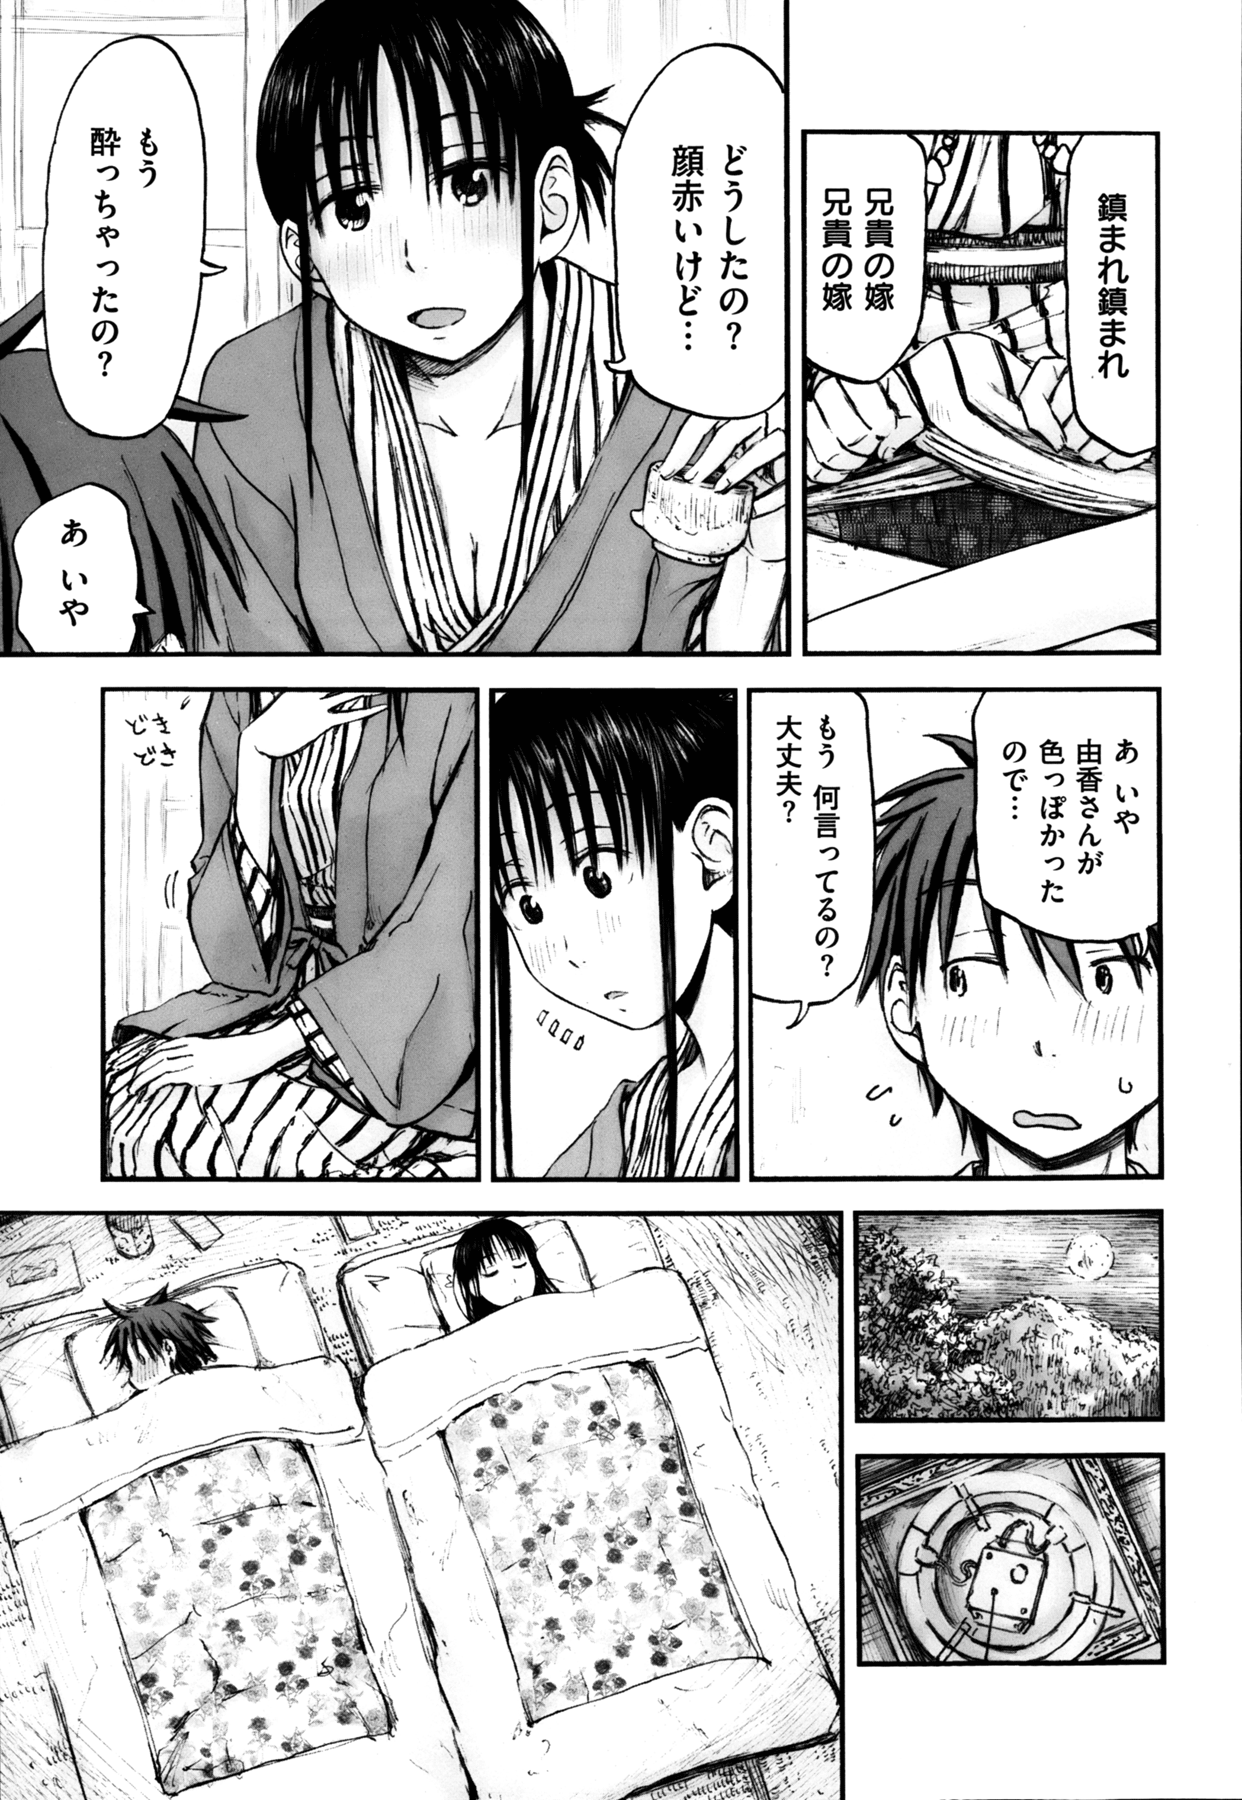 鎮まれ鎮まれ
兄貴の嫁
兄貴の嫁
どうしたの?
顔赤いけど…
もう
酔っちゃったの?
あ いや
あ いや
由香さんが
色っぽかった
ので…
もう 何言ってるの?
大丈夫?
どき
どさ